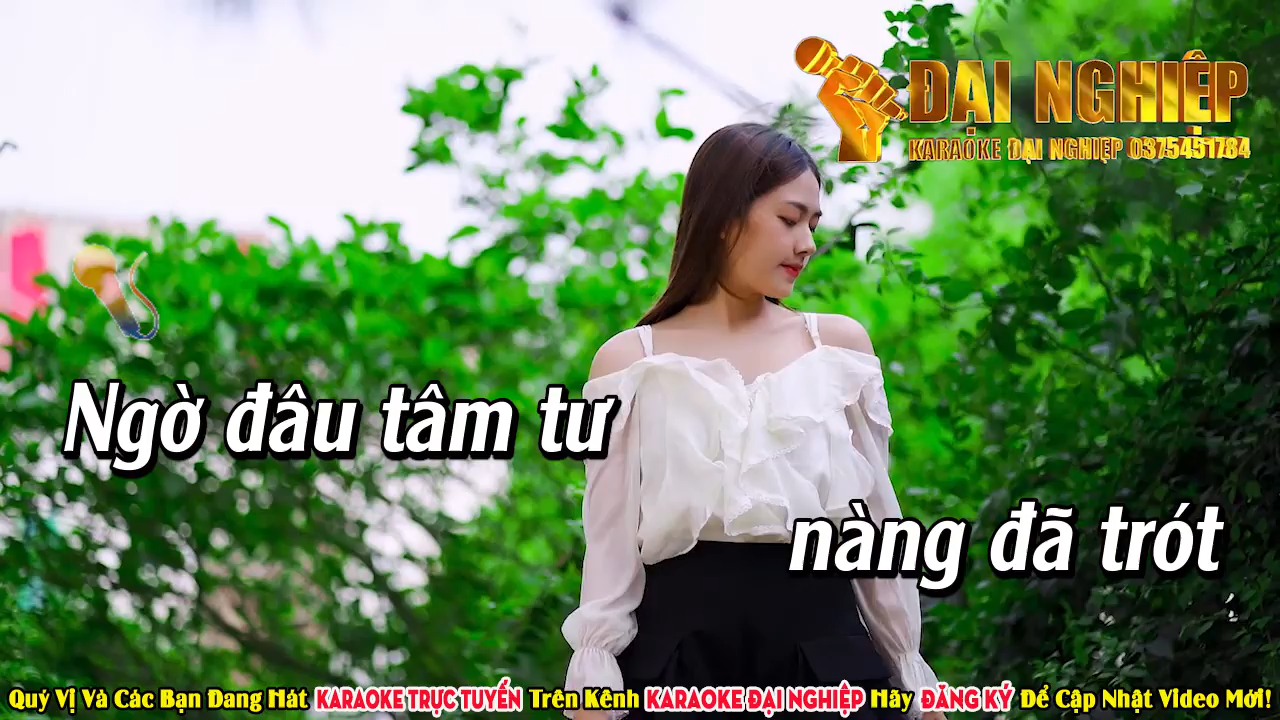 ĐẠI NGHIỆP
KARAOKE ĐẠI NGHIỆP 0375451784
Ngờ đâu tâm tư
nàng đã trót
Quý Vị Và Các Bạn Đang Hát KARAOKE TRỰC TUYẾN Trên Kênh KARAOKE ĐẠI NGHIỆP Hãy ĐĂNG KÝ Để Cập Nhật Video Mới!